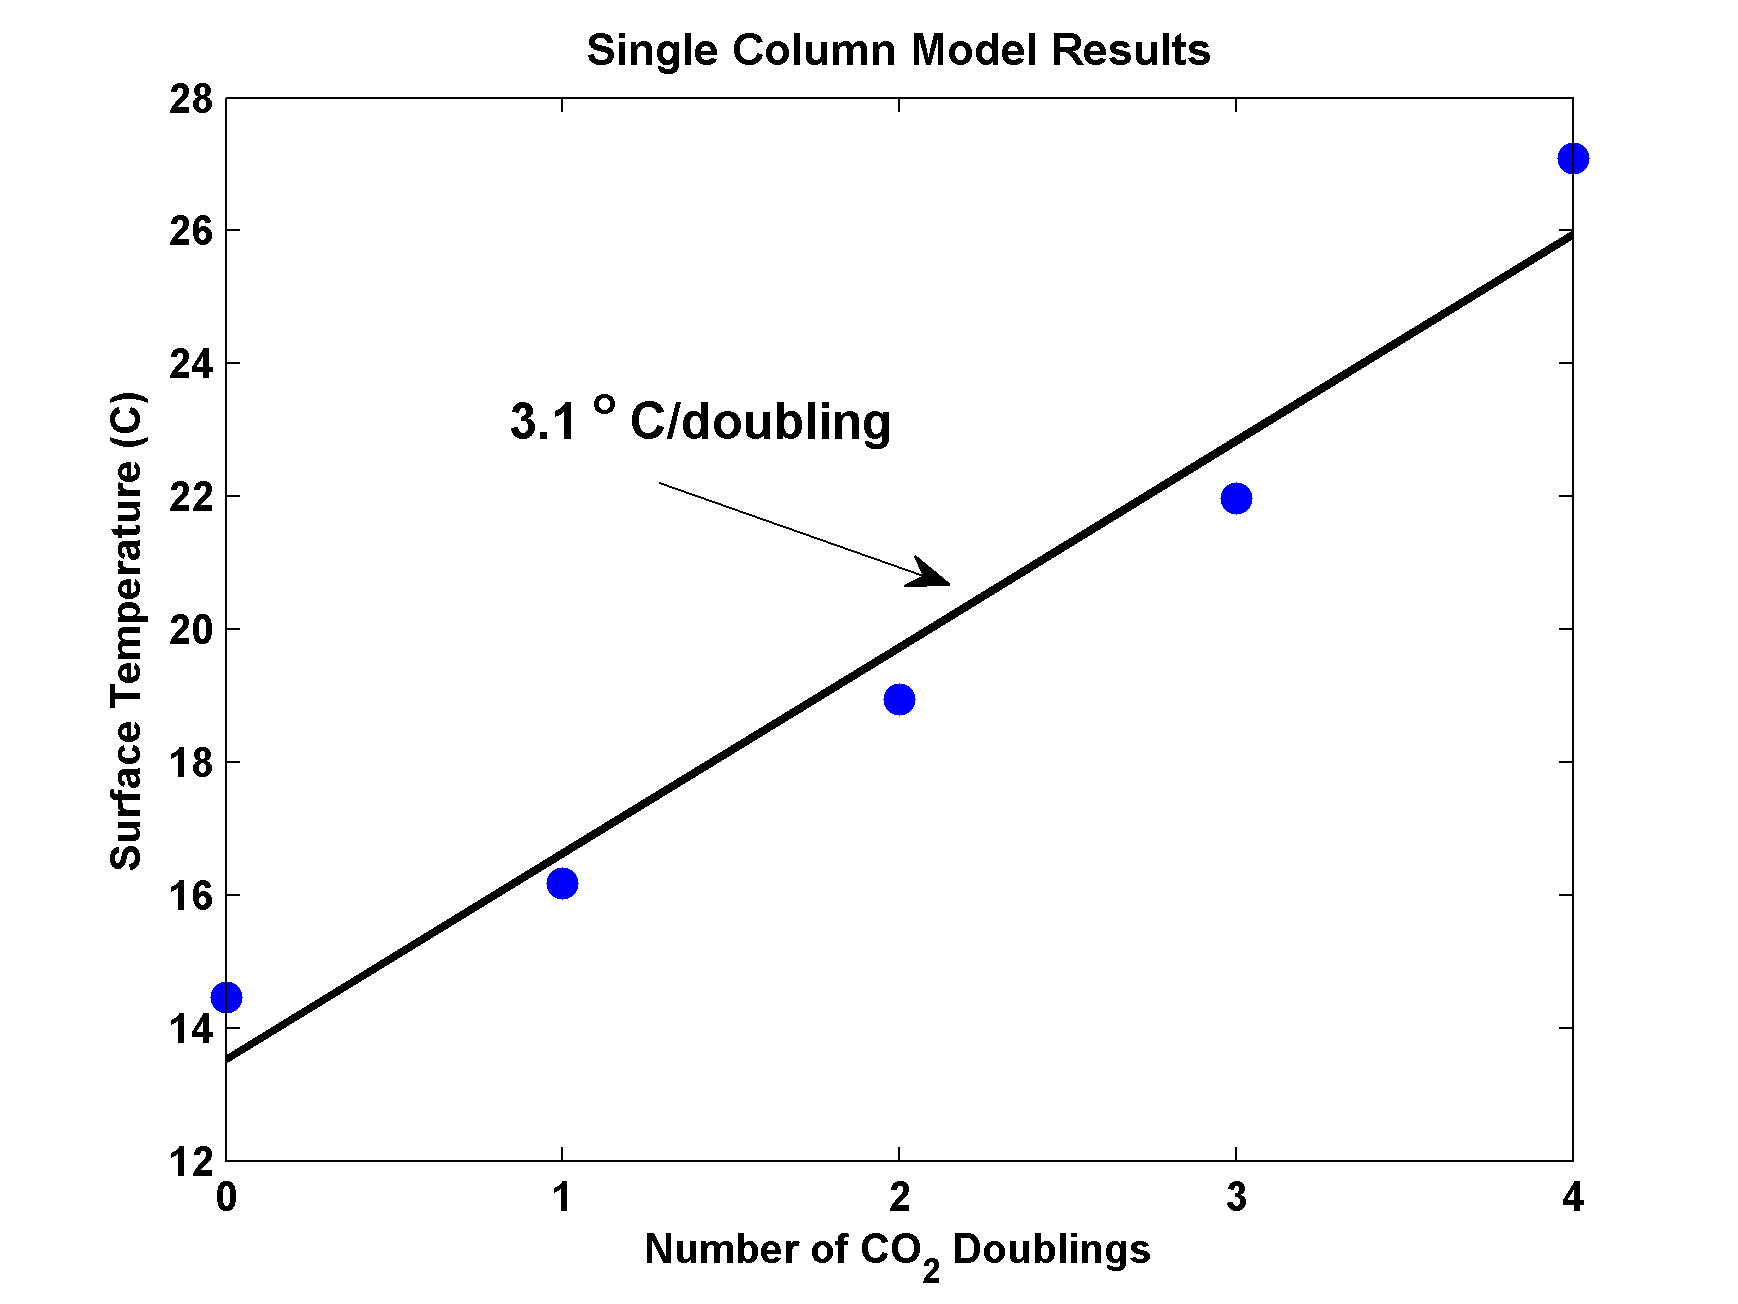 Single Column Model Results
28
26
24
22
20
18
16
14
12
Surface Temperature (C)
3.1 ° C/doubling
0 1 2 3 4
Number of CO₂ Doublings